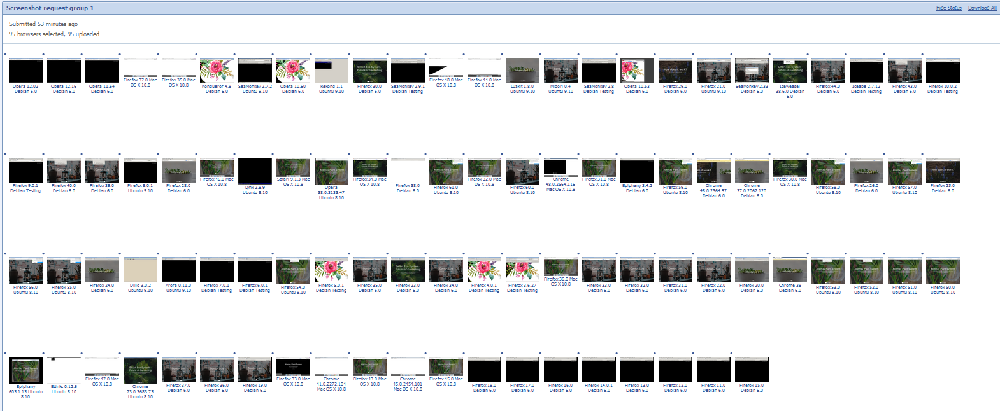 Screenshot request group 1
Hide Status Download All
Submitted 53 minutes ago
95 browsers selected, 95 uploaded
Opera 12.02 Debian 6.0
Opera 12.16 Debian 6.0
Opera 11.64 Debian 6.0
Firefox 37.0 Mac OS X 10.8
Firefox 35.0 Mac OS X 10.8
Konqueror 4.8 Debian 6.0
SeaMonkey 2.7.2 Ubuntu 9.10
Opera 10.60 Debian 6.0
Rekonq 1.1 Ubuntu 9.10
Firefox 30.0 Debian 6.0
SeaMonkey 2.9.1 Debian Testing
Firefox 48.0 Mac OS X 10.8
Firefox 44.0 Mac OS X 10.8
Luakit 1.8.0 Ubuntu 9.10
Midori 0.4 Ubuntu 9.10
SeaMonkey 2.8 Debian Testing
Opera 10.53 Debian 6.0
Firefox 29.0 Debian 6.0
Firefox 21.0 Ubuntu 9.10
SeaMonkey 2.33 Debian 6.0
Iceweasel 38.6.0 Debian 6.0
Firefox 44.0 Debian 6.0
Iceape 2.7.12 Debian Testing
Firefox 43.0 Debian 6.0
Firefox 10.0.2 Debian Testing
Firefox 9.0.1 Debian Testing
Firefox 40.0 Debian 6.0
Firefox 39.0 Debian 6.0
Firefox 8.0.1 Ubuntu 9.10
Firefox 28.0 Debian 6.0
Firefox 46.0 Mac OS X 10.8
Lynx 2.8.9 Ubuntu 8.10
Safari 9.1.3 Mac OS X 10.8
Opera 58.0.3135.47 Ubuntu 8.10
Firefox 34.0 Mac OS X 10.8
Firefox 38.0 Debian 6.0
Firefox 61.0 Ubuntu 8.10
Firefox 32.0 Mac OS X 10.8
Firefox 60.0 Ubuntu 8.10
Chrome 48.0.2564.116 Mac OS X 10.8
Firefox 31.0 Mac OS X 10.8
Epiphany 3.4.2 Debian 6.0
Firefox 59.0 Ubuntu 8.10
Chrome 48.0.2564.97 Debian 6.0
Chrome 37.0.2062.120 Debian 6.0
Firefox 30.0 Mac OS X 10.8
Firefox 58.0 Ubuntu 8.10
Firefox 26.0 Debian 6.0
Firefox 57.0 Ubuntu 8.10
Firefox 25.0 Debian 6.0
Firefox 56.0 Ubuntu 8.10
Firefox 55.0 Ubuntu 8.10
Firefox 24.0 Debian 6.0
Dillo 3.0.2 Ubuntu 9.10
Arora 0.11.0 Ubuntu 9.10
Firefox 7.0.1 Debian Testing
Firefox 6.0.1 Debian Testing
Firefox 54.0 Ubuntu 8.10
Firefox 5.0.1 Debian Testing
Firefox 35.0 Debian 6.0
Firefox 23.0 Debian 6.0
Firefox 34.0 Debian 6.0
Firefox 4.0.1 Debian Testing
Firefox 3.6.27 Debian Testing
Firefox 36.0 Mac OS X 10.8
Firefox 33.0 Debian 6.0
Firefox 32.0 Debian 6.0
Firefox 31.0 Debian 6.0
Firefox 22.0 Debian 6.0
Firefox 20.0 Debian 6.0
Chrome 38 Debian 6.0
Firefox 53.0 Ubuntu 8.10
Firefox 52.0 Ubuntu 8.10
Firefox 51.0 Ubuntu 8.10
Firefox 50.0 Ubuntu 8.10
Epiphany 605.1.15 Ubuntu 8.10
ELinks 0.12.6 Ubuntu 8.10
Firefox 47.0 Mac OS X 10.8
Chrome 73.0.3683.75 Ubuntu 8.10
Firefox 37.0 Debian 6.0
Firefox 36.0 Debian 6.0
Firefox 19.0 Debian 6.0
Firefox 33.0 Mac OS X 10.8
Chrome 41.0.2272.104 Mac OS X 10.8
Firefox 43.0 Mac OS X 10.8
Chrome 45.0.2454.101 Mac OS X 10.8
Firefox 45.0 Mac OS X 10.8
Firefox 18.0 Debian 6.0
Firefox 17.0 Debian 6.0
Firefox 16.0 Debian 6.0
Firefox 14.0.1 Debian 6.0
Firefox 13.0 Debian 6.0
Firefox 12.0 Debian 6.0
Firefox 11.0 Debian 6.0
Firefox 15.0 Debian 6.0